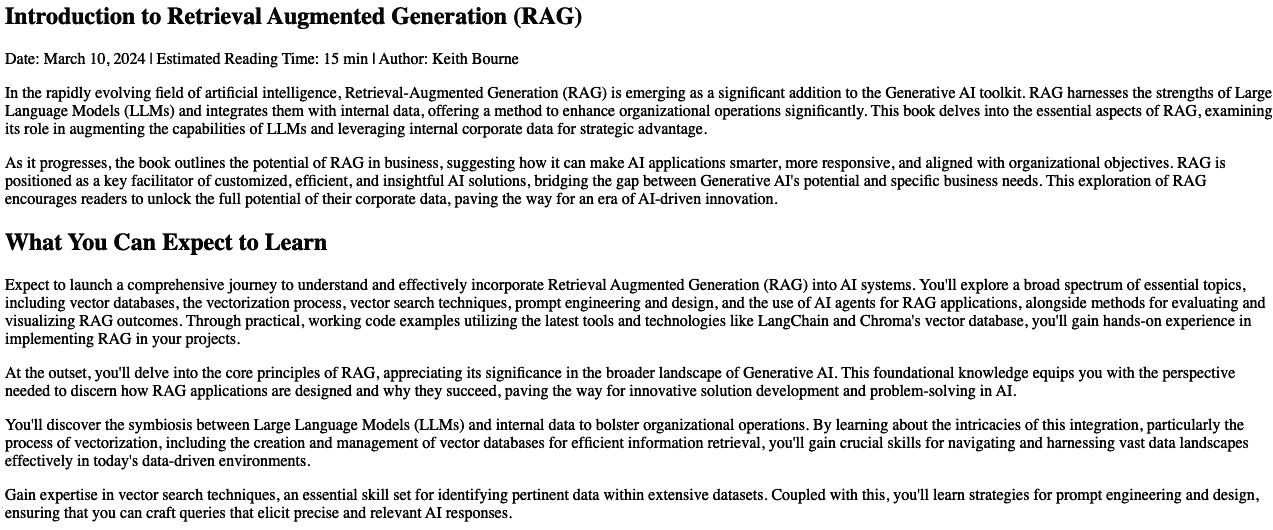 Introduction to Retrieval Augmented Generation (RAG)
Date: March 10, 2024 | Estimated Reading Time: 15 min | Author: Keith Bourne
In the rapidly evolving field of artificial intelligence, Retrieval-Augmented Generation (RAG) is emerging as a significant addition to the Generative AI toolkit. RAG harnesses the strengths of Large
Language Models (LLMs) and integrates them with internal data, offering a method to enhance organizational operations significantly. This book delves into the essential aspects of RAG, examining
its role in augmenting the capabilities of LLMs and leveraging internal corporate data for strategic advantage.
As it progresses, the book outlines the potential of RAG in business, suggesting how it can make AI applications smarter, more responsive, and aligned with organizational objectives. RAG is
positioned as a key facilitator of customized, efficient, and insightful AI solutions, bridging the gap between Generative AI's potential and specific business needs. This exploration of RAG
encourages readers to unlock the full potential of their corporate data, paving the way for an era of AI-driven innovation.
What You Can Expect to Learn
Expect to launch a comprehensive journey to understand and effectively incorporate Retrieval Augmented Generation (RAG) into AI systems. You'll explore a broad spectrum of essential topics,
including vector databases, the vectorization process, vector search techniques, prompt engineering and design, and the use of AI agents for RAG applications, alongside methods for evaluating and
visualizing RAG outcomes. Through practical, working code examples utilizing the latest tools and technologies like LangChain and Chroma's vector database, you'll gain hands-on experience in
implementing RAG in your projects.
At the outset, you'll delve into the core principles of RAG, appreciating its significance in the broader landscape of Generative AI. This foundational knowledge equips you with the perspective
needed to discern how RAG applications are designed and why they succeed, paving the way for innovative solution development and problem-solving in AI.
You'll discover the symbiosis between Large Language Models (LLMs) and internal data to bolster organizational operations. By learning about the intricacies of this integration, particularly the
process of vectorization, including the creation and management of vector databases for efficient information retrieval, you'll gain crucial skills for navigating and harnessing vast data landscapes
effectively in today's data-driven environments.
Gain expertise in vector search techniques, an essential skill set for identifying pertinent data within extensive datasets. Coupled with this, you'll learn strategies for prompt engineering and design,
ensuring that you can craft queries that elicit precise and relevant AI responses.